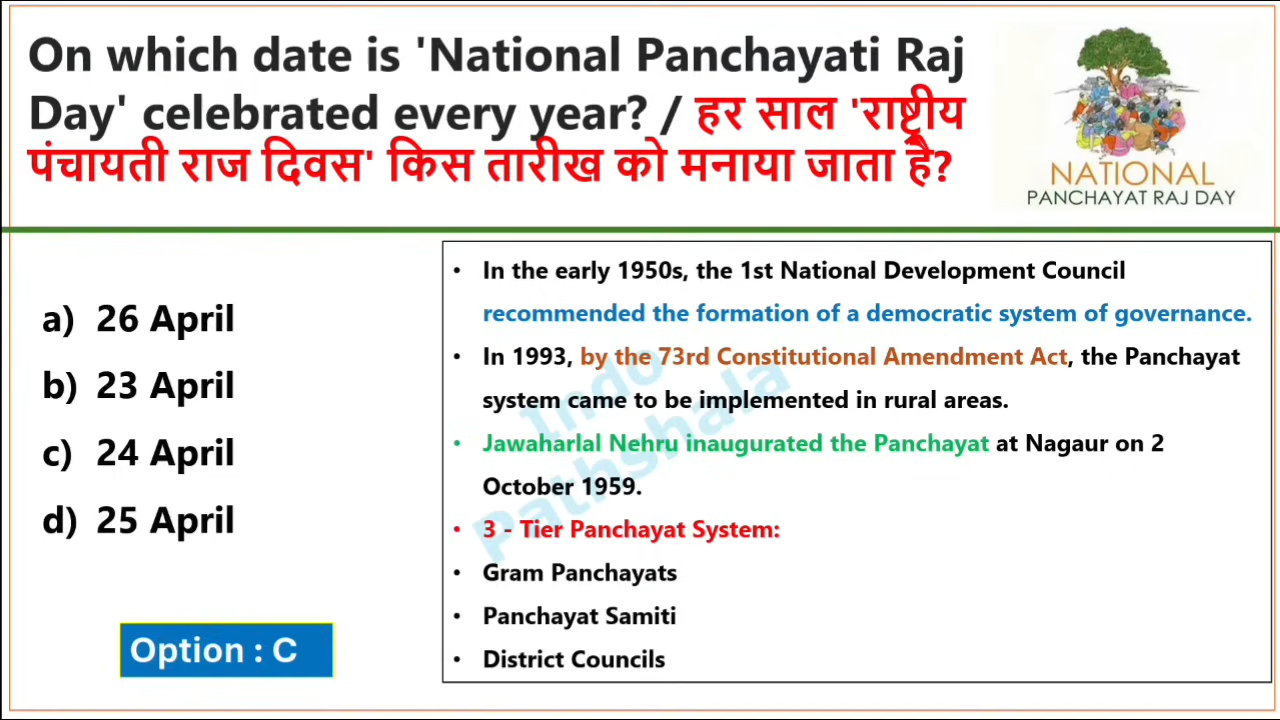 On which date is 'National Panchayati Raj
Day' celebrated every year? / हर साल 'राष्ट्रीय
पंचायती राज दिवस' किस तारीख को मनाया जाता है?
NATIONAL
PANCHAYAT RAJ DAY
a) 26 April
b) 23 April
c) 24 April
d) 25 April
Option : C
• In the early 1950s, the 1st National Development Council
recommended the formation of a democratic system of governance.
• In 1993, by the 73rd Constitutional Amendment Act, the Panchayat
system came to be implemented in rural areas.
• Jawaharlal Nehru inaugurated the Panchayat at Nagaur on 2
October 1959.
• 3 - Tier Panchayat System:
• Gram Panchayats
• Panchayat Samiti
• District Councils
Indo
Pathshala